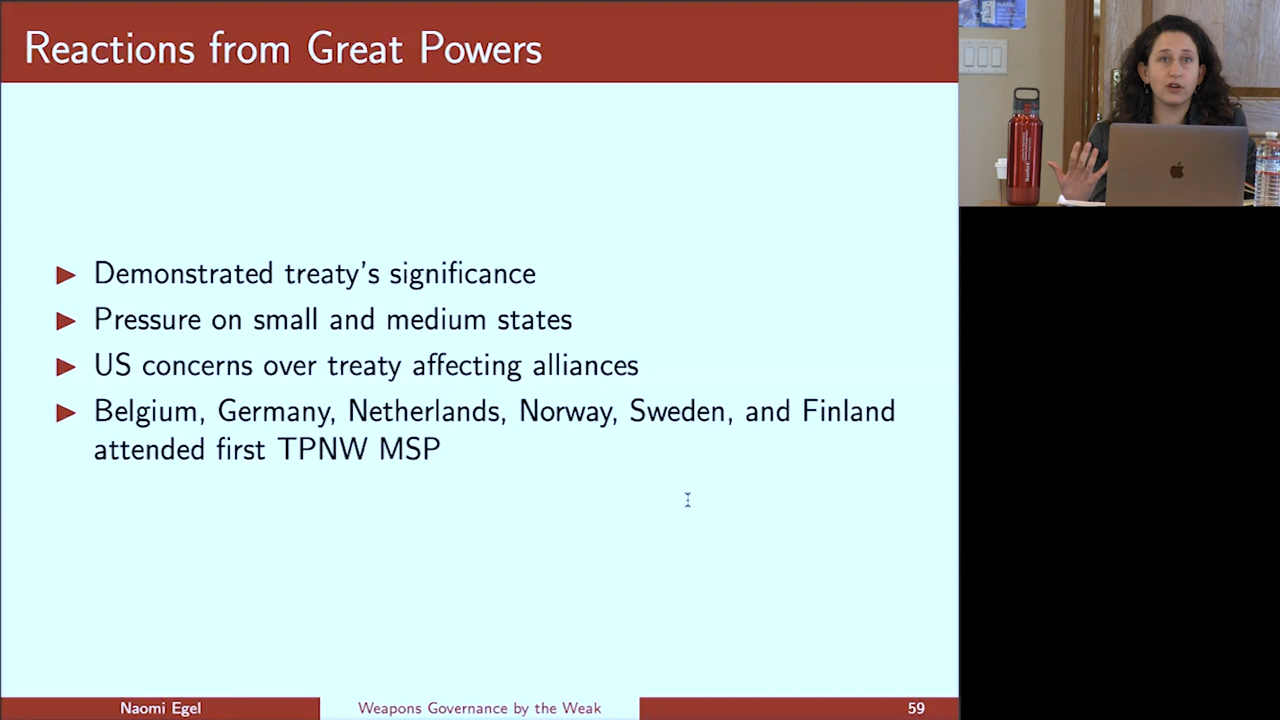 Reactions from Great Powers
Demonstrated treaty's significance
Pressure on small and medium states
US concerns over treaty affecting alliances
Belgium, Germany, Netherlands, Norway, Sweden, and Finland
attended first TPNW MSP
Naomi Egel
Weapons Governance by the Weak
59
PLEASE
Stanford